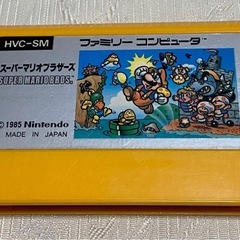 HVC-SM
ファミリー コンピュータ
スーパーマリオブラザーズ
SUPER MARIO BROS.
©1985 Nintendo
MADE IN JAPAN